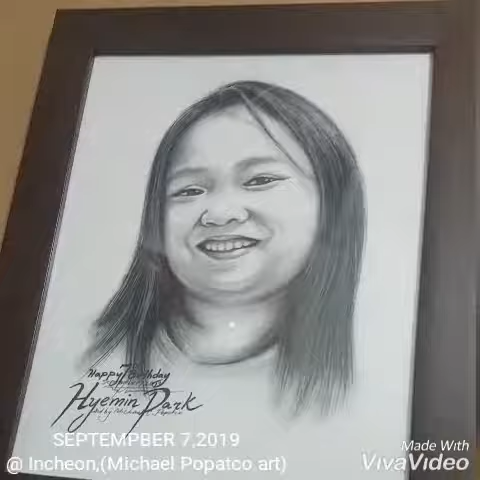 Happy Birthday
Hyemin Park
SEPTEMPBER 7,2019
@ Incheon,(Michael Popatco art)
Made With
VivaVideo